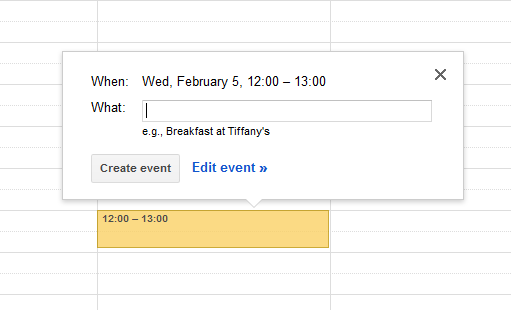 When: Wed, February 5, 12:00 – 13:00
What:
e.g., Breakfast at Tiffany's
Create event Edit event »
12:00 – 13:00